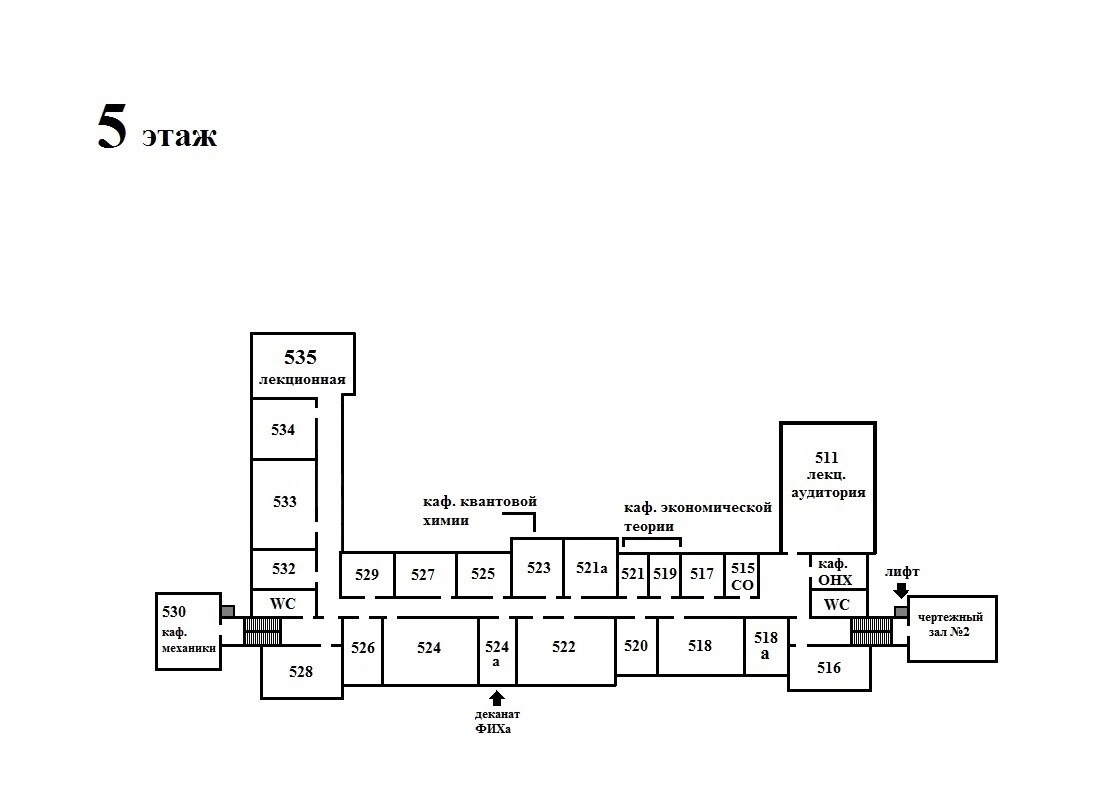 5 этаж
535
лекционная
534
533
532
WC
530
каф.
механики
528
каф. квантовой
химии
каф. экономической
теории
529
527
525
523
521а
521
519
517
515
СО
511
лекц.
аудитория
каф.
ОНХ
WC
лифт
чертежный
зал №2
526
524
524
а
522
520
518
518
а
516
деканат
ФИХа